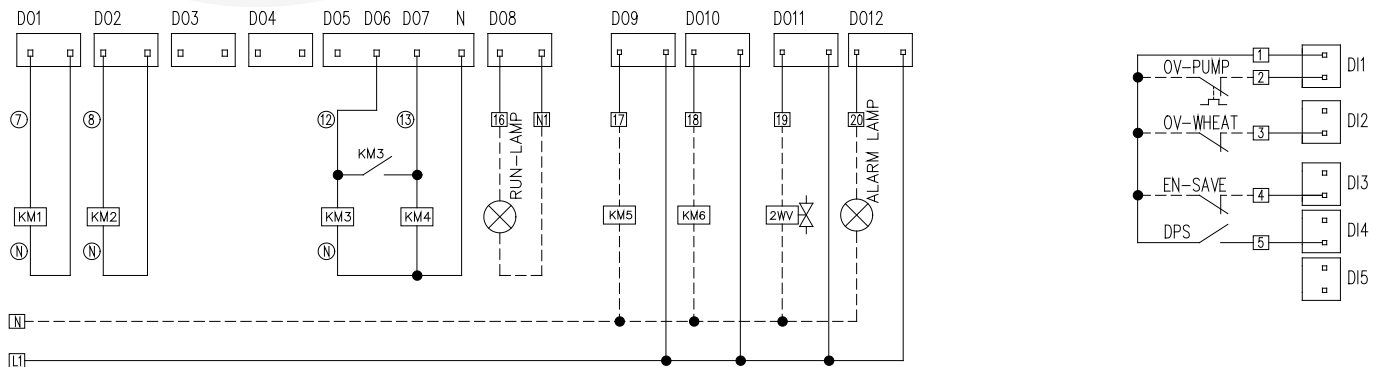 DO1 DO2 DO3 DO4 DO5 DO6 DO7 N DO8 DO9 DO10 DO11 DO12
1 DI1
OV-PUMP 2
7 8 12 13 16 N1 17 18 19 20
OV-WHEAT 3 DI2
KM3
RUN-LAMP
ALARM LAMP
EN-SAVE 4 DI3
KM1 KM2 KM3 KM4 KM5 KM6 2WV
DPS 5 DI4
N N N
DI5
N
L1